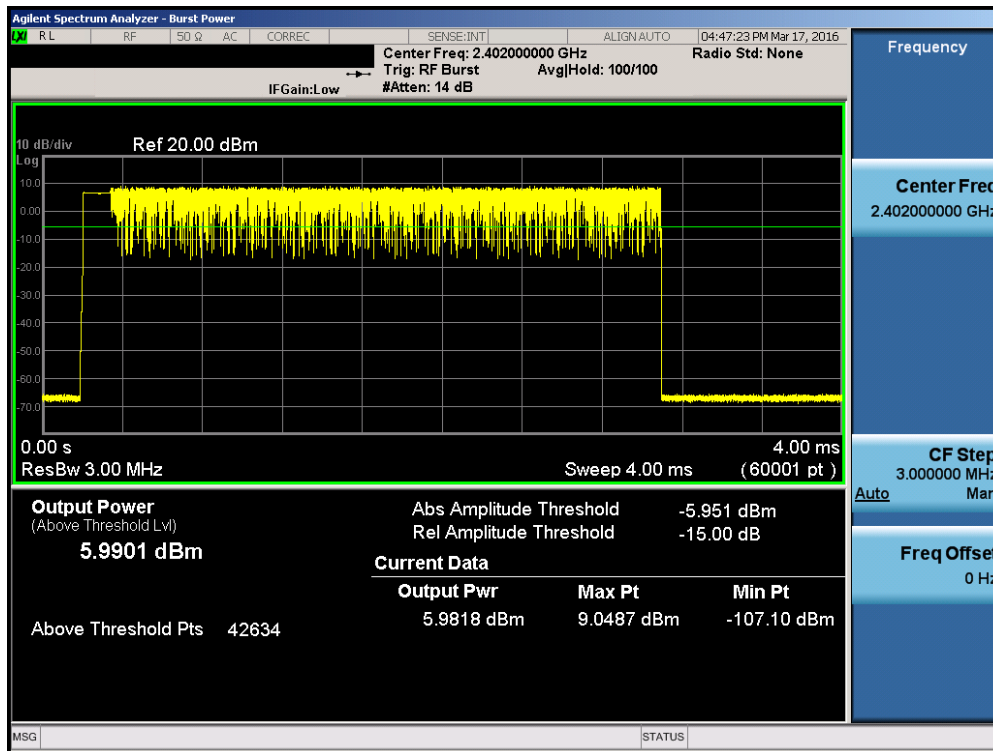 Agilent Spectrum Analyzer - Burst Power
LXI RL RF 50 Ω AC CORREC SENSE:INT ALIGN AUTO 04:47:23 PM Mar 17, 2016
Center Freq: 2.402000000 GHz Radio Std: None
Trig: RF Burst Avg|Hold: 100/100
IFGain:Low #Atten: 14 dB
10 dB/div Ref 20.00 dBm
Log
10.0
0.00
-10.0
-20.0
-30.0
-40.0
-50.0
-60.0
-70.0
0.00 s 4.00 ms
ResBw 3.00 MHz Sweep 4.00 ms (60001 pt)
Output Power
(Above Threshold Lvl)
5.9901 dBm
Above Threshold Pts 42634
Abs Amplitude Threshold -5.951 dBm
Rel Amplitude Threshold -15.00 dB
Current Data
Output Pwr Max Pt Min Pt
5.9818 dBm 9.0487 dBm -107.10 dBm
Frequency
Center Freq
2.402000000 GHz
CF Step
3.000000 MHz
Auto Man
Freq Offset
0 Hz
MSG STATUS